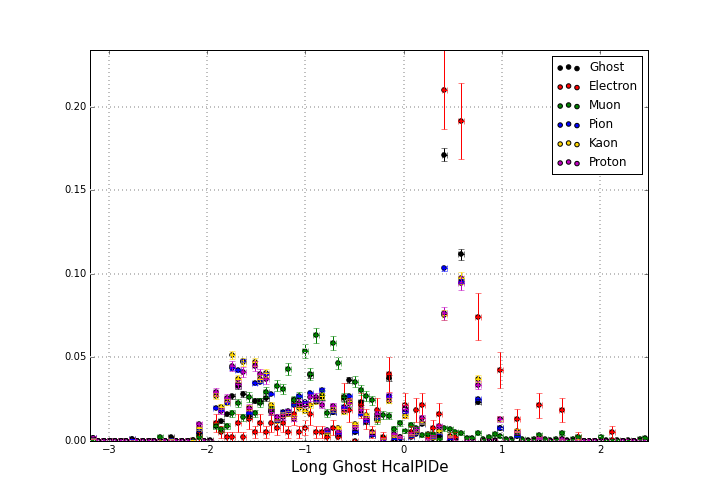 0.20
0.15
0.10
0.05
0.00
−3 −2 −1 0 1 2
Long Ghost HcalPIDe
Ghost
Electron
Muon
Pion
Kaon
Proton